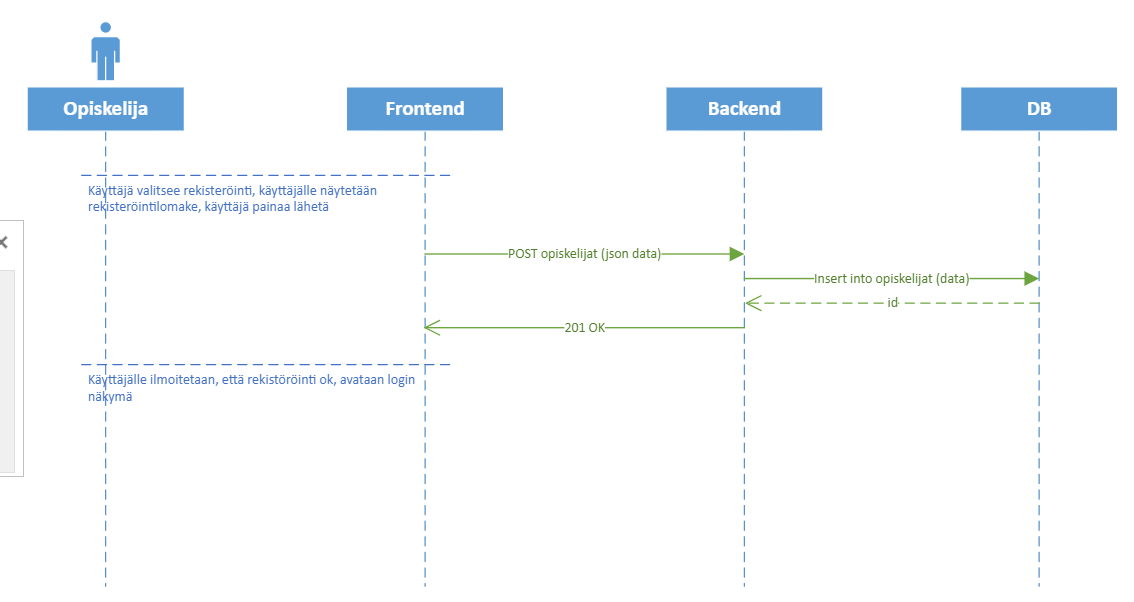 Opiskelija
Frontend
Backend
DB
Käyttäjä valitsee rekisteröinti, käyttäjälle näytetään
rekisteröintilomake, käyttäjä painaa lähetä
POST opiskelijat (json data)
Insert into opiskelijat (data)
id
201 OK
Käyttäjälle ilmoitetaan, että rekistöröinti ok, avataan login
näkymä